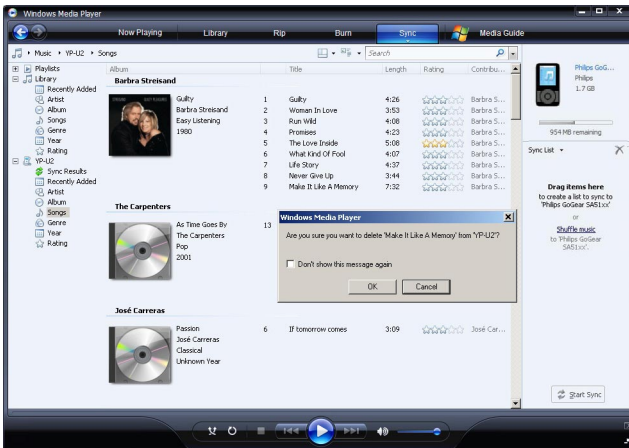 Windows Media Player
Now Playing Library Rip Burn Sync Media Guide
Music YP-U2 Songs Search
Playlists
Library
Recently Added
Artist
Album
Songs
Genre
Year
Rating
YP-U2
Sync Results
Recently Added
Artist
Album
Songs
Genre
Year
Rating
Album Title Length Rating Contribu...
Barbra Streisand
Guilty
Barbra Streisand
Easy Listening
1980
1 Guilty 4:26 Barbra S...
2 Woman In Love 3:53 Barbra S...
3 Run Wild 4:08 Barbra S...
4 Promises 4:23 Barbra S...
5 The Love Inside 5:08 Barbra S...
6 What Kind Of Fool 4:07 Barbra S...
7 Life Story 4:37 Barbra S...
8 Never Give Up 3:44 Barbra S...
9 Make It Like A Memory 7:32 Barbra S...
The Carpenters
As Time Goes By
The Carpenters
Pop
2001
13
Windows Media Player
Are you sure you want to delete 'Make It Like A Memory' from "YP-U2"?
Don't show this message again
OK Cancel
José Carreras
Passion
José Carreras
Classical
Unknown Year
6 If tomorrow comes 3:09 José Car...
Philips GoG...
Philips
1.7 GB
954 MB remaining
Sync List
Drag items here
to create a list to sync to
'Philips GoGear SA51xx'
or
Shuffle music
to 'Philips GoGear
SA51xx'.
Start Sync